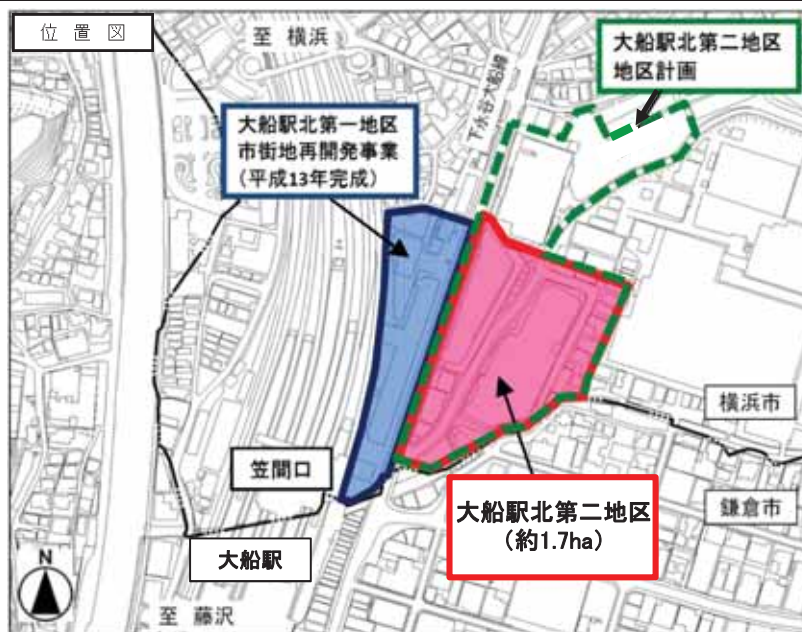 位置図
至 横浜
下永谷大船線
大船駅北第二地区
地区計画
大船駅北第一地区
市街地再開発事業
(平成13年完成)
横浜市
笠間口
大船駅北第二地区
(約1.7ha)
鎌倉市
大船駅
N
至 藤沢